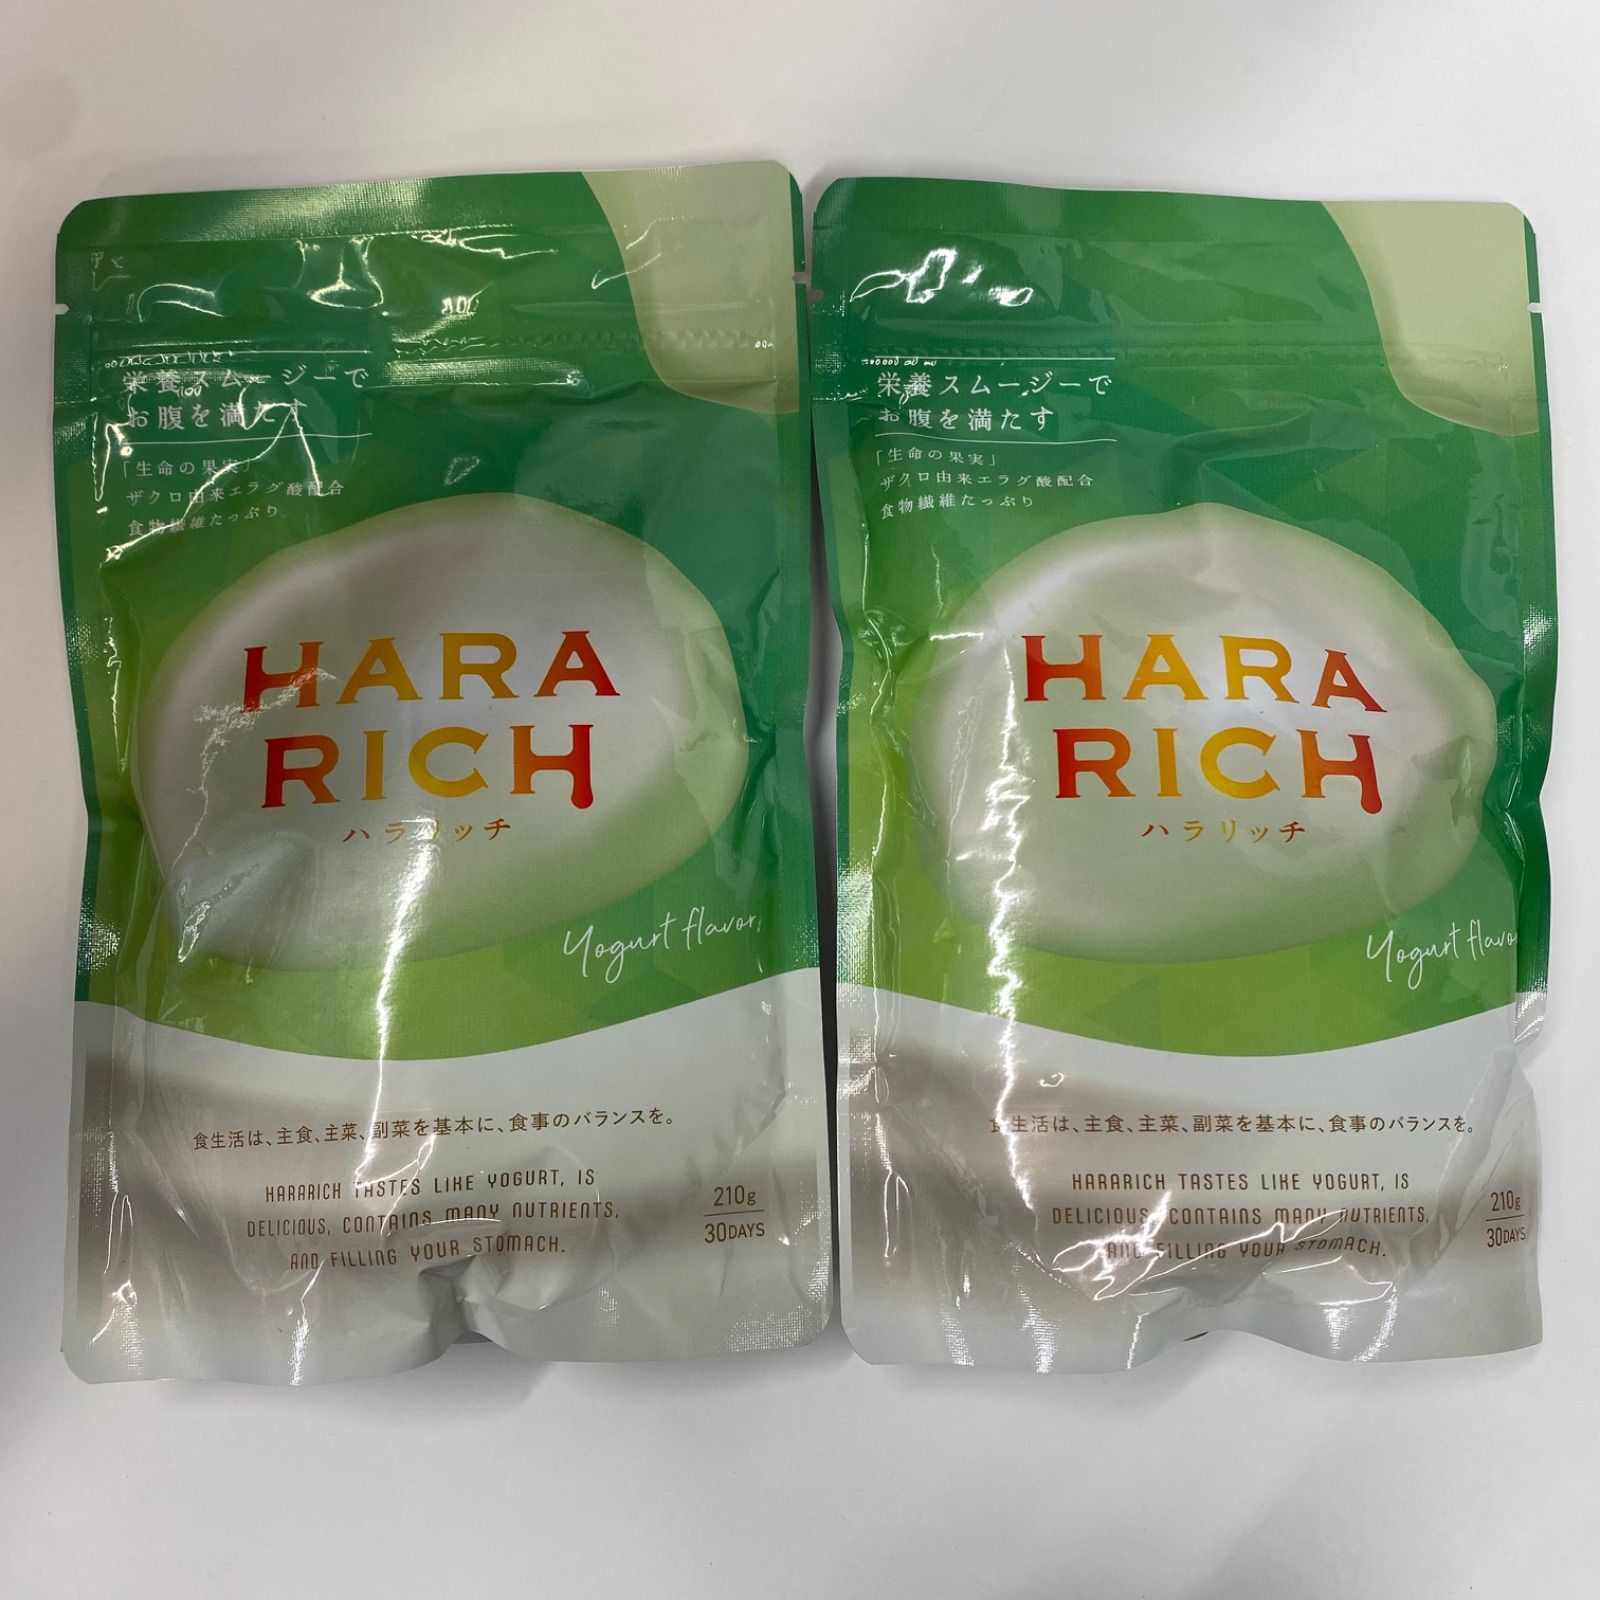 栄養スムージーで
お腹を満たす
「生命の果実」
ザクロ由来エラグ酸配合
食物繊維たっぷり
HARA
RICH
ハラリッチ
Yogurt flavor
食生活は、主食、主菜、副菜を基本に、食事のバランスを。
HARARICH TASTES LIKE YOGURT, IS
DELICIOUS, CONTAINS MANY NUTRIENTS,
AND FILLING YOUR STOMACH.
210g
30DAYS
栄養スムージーで
お腹を満たす
「生命の果実」
ザクロ由来エラグ酸配合
食物繊維たっぷり
HARA
RICH
ハラリッチ
Yogurt flavor
食生活は、主食、主菜、副菜を基本に、食事のバランスを。
HARARICH TASTES LIKE YOGURT, IS
DELICIOUS, CONTAINS MANY NUTRIENTS,
AND FILLING YOUR STOMACH.
210g
30DAYS